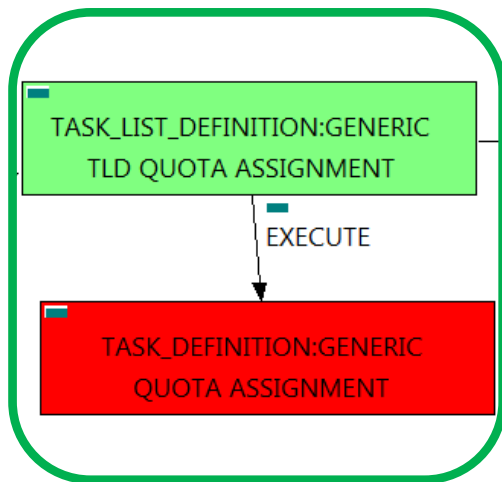 TASK_LIST_DEFINITION:GENERIC
TLD QUOTA ASSIGNMENT
EXECUTE
TASK_DEFINITION:GENERIC
QUOTA ASSIGNMENT